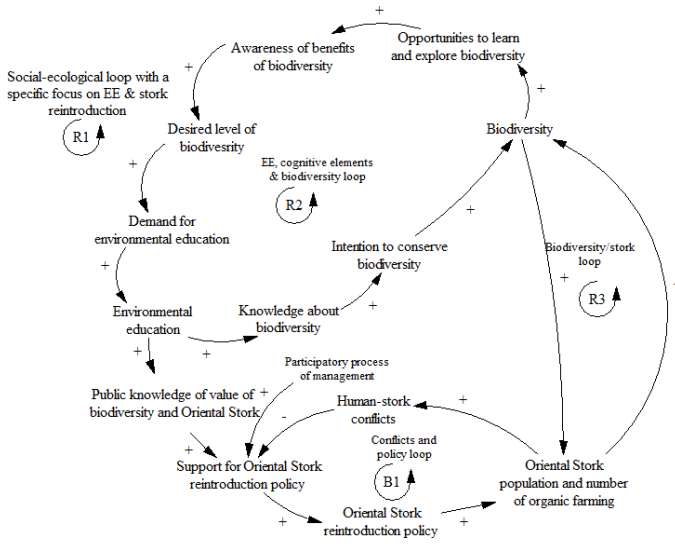 +
Opportunities to learn
and explore biodiversity
Awareness of benefits
of biodiversity
+
Social-ecological loop with a
specific focus on EE & stork
reintroduction
R1
+
Desired level of
biodivesrity
Biodiversity
+
EE, cognitive elements
& biodiversity loop
R2
+
Demand for
environmental education
+
Intention to conserve
biodiversity
Biodiversity/stork
loop
+
R3
+
Environmental
education
Knowledge about
biodiversity
+
+
+
Participatory process
of management
Public knowledge of value of
biodiversity and Oriental Stork
+
-
Human-stork
conflicts
+
+
Conflicts and
policy loop
B1
Support for Oriental Stork
reintroduction policy
Oriental Stork
population and number
of organic farming
+
Oriental Stork
reintroduction policy
+